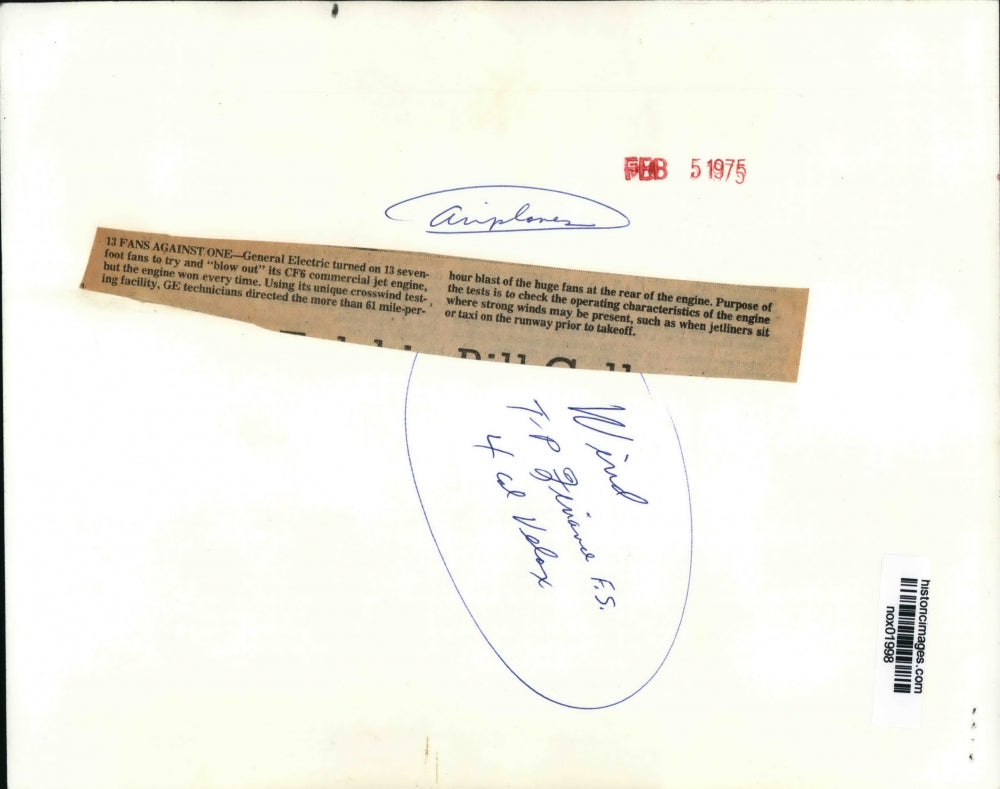 FEB 5 1975
airplanes
13 FANS AGAINST ONE—General Electric turned on 13 seven-
foot fans to try and "blow out" its CF6 commercial jet engine,
but the engine won every time. Using its unique crosswind test-
ing facility, GE technicians directed the more than 61 mile-per-
hour blast of the huge fans at the rear of the engine. Purpose of
the tests is to check the operating characteristics of the engine
where strong winds may be present, such as when jetliners sit
or taxi on the runway prior to takeoff.
Wind
T.P Finance F.S.
4 col Velox
historicimages.com
nox01998